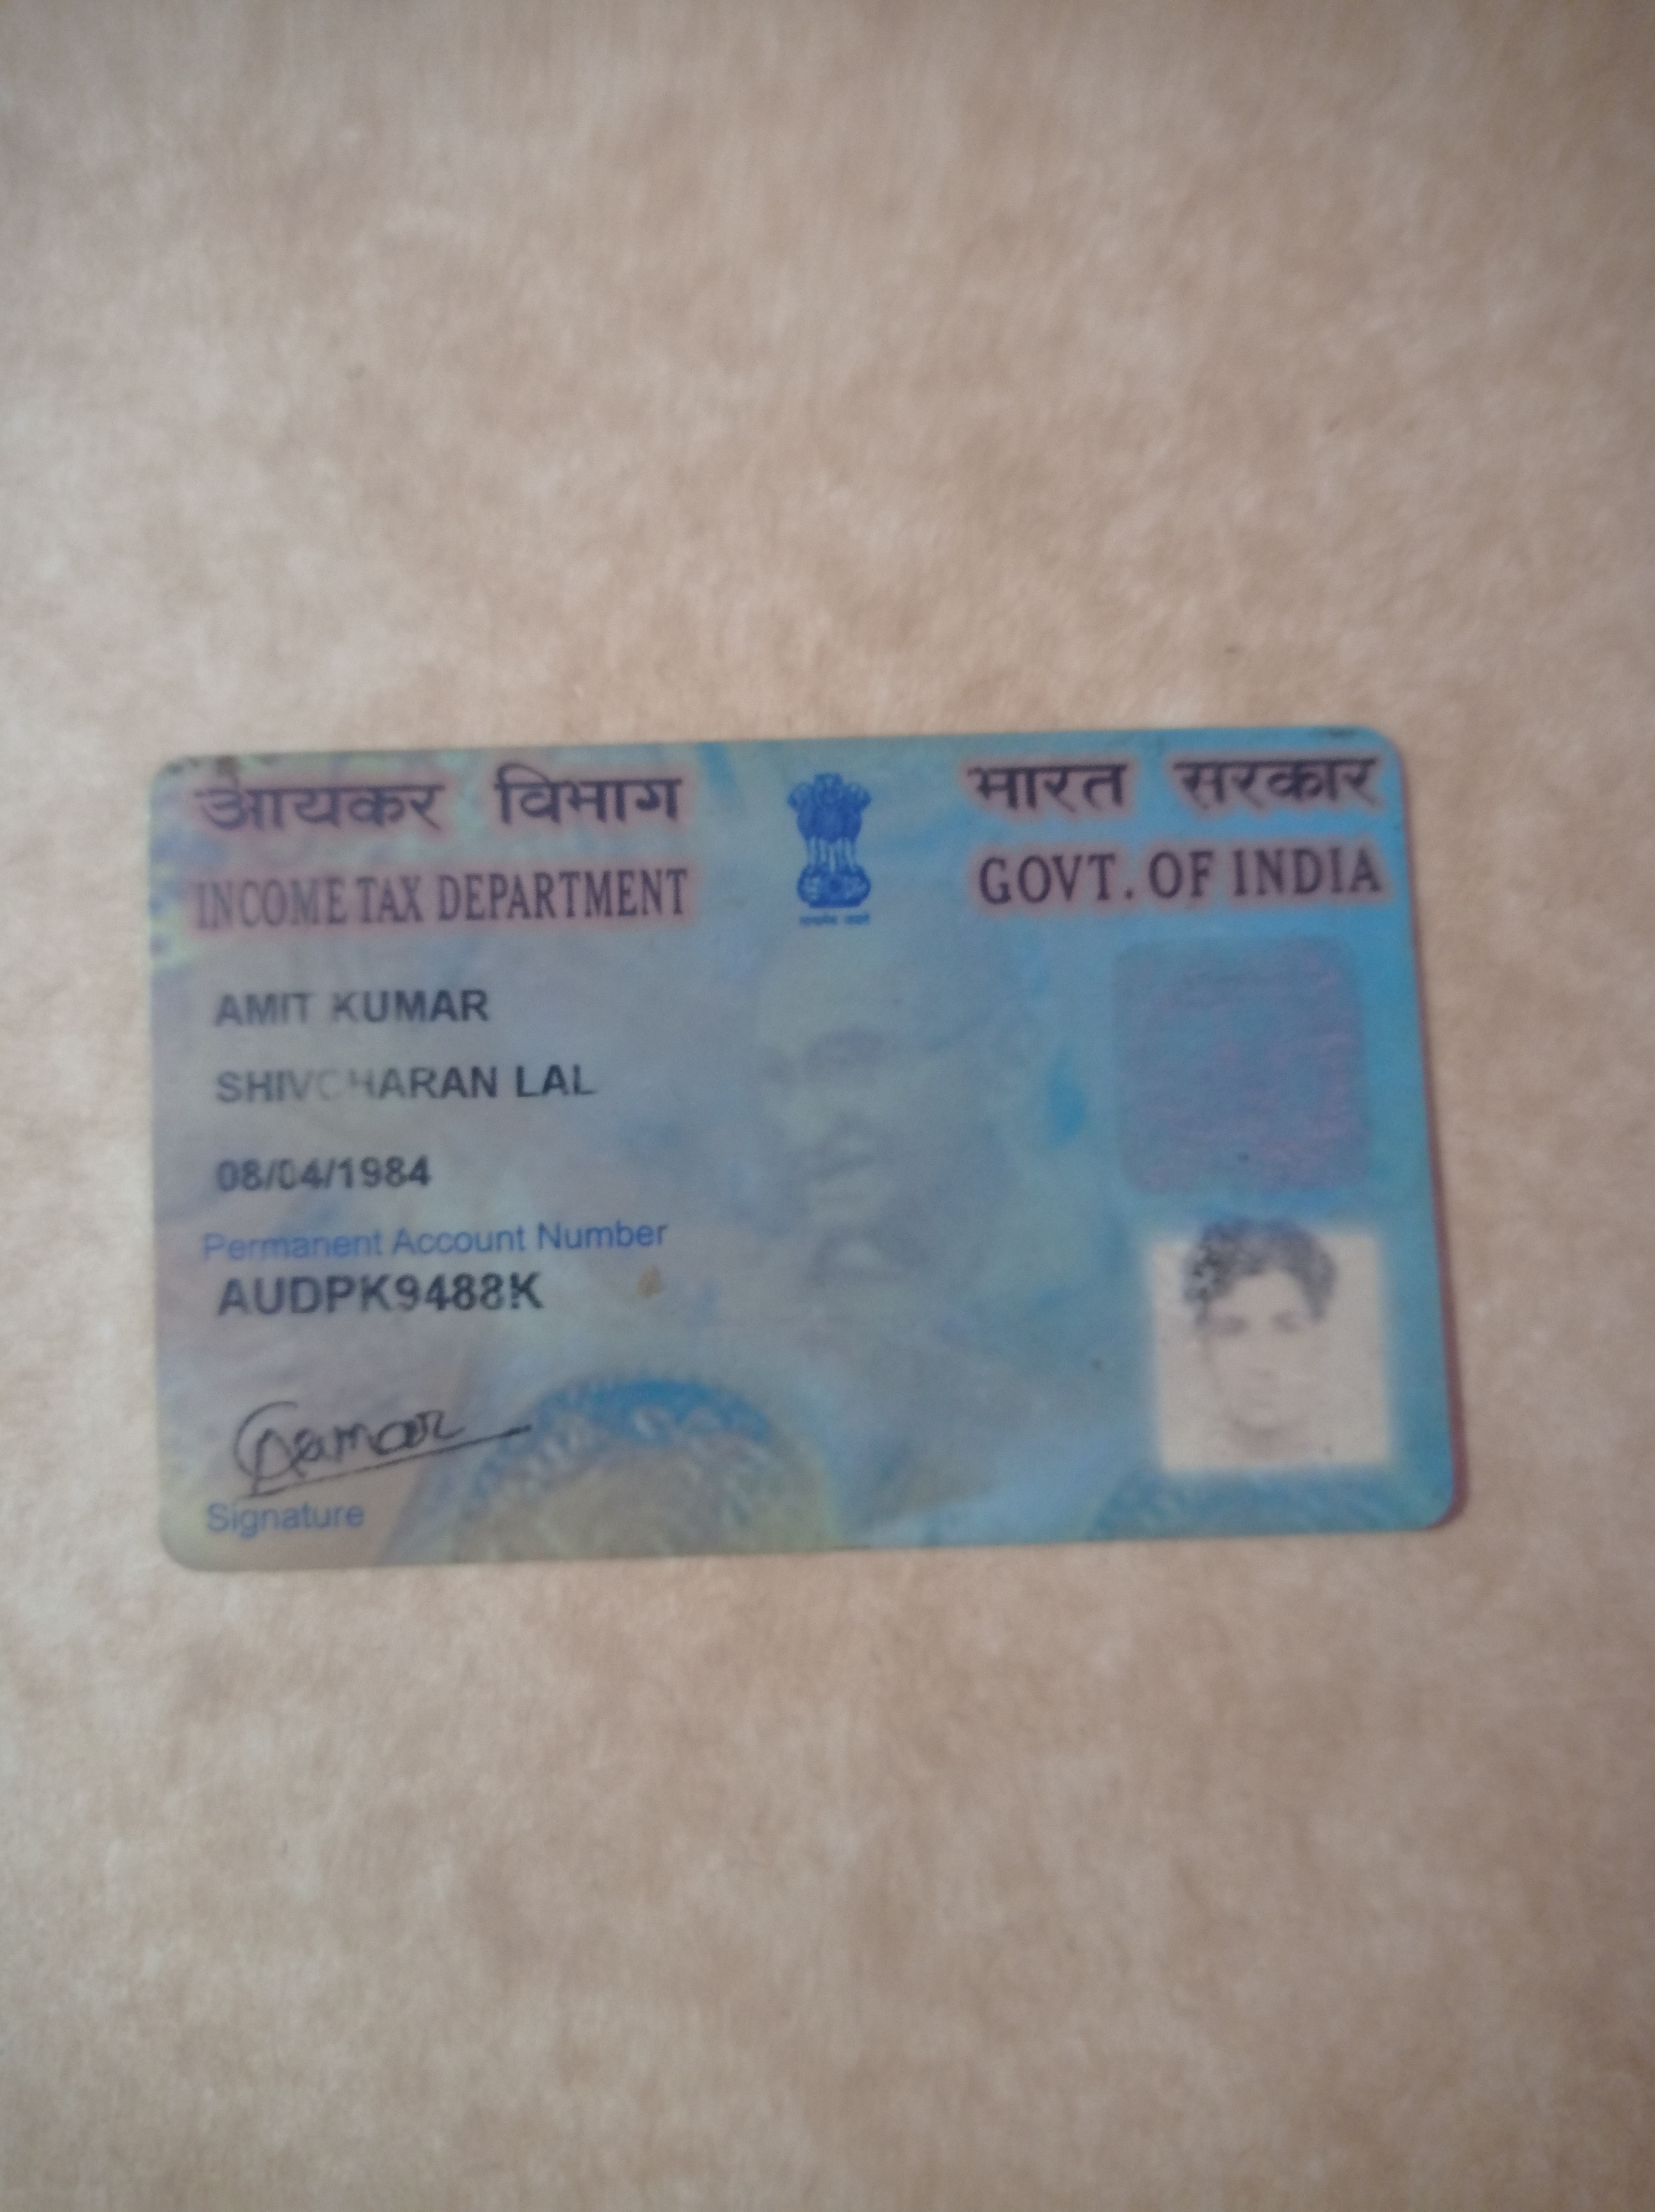 आयकर विभाग
INCOME TAX DEPARTMENT
भारत सरकार
GOVT. OF INDIA
AMIT KUMAR
SHIVCHARAN LAL
08/04/1984
Permanent Account Number
AUDPK9488K
Signature